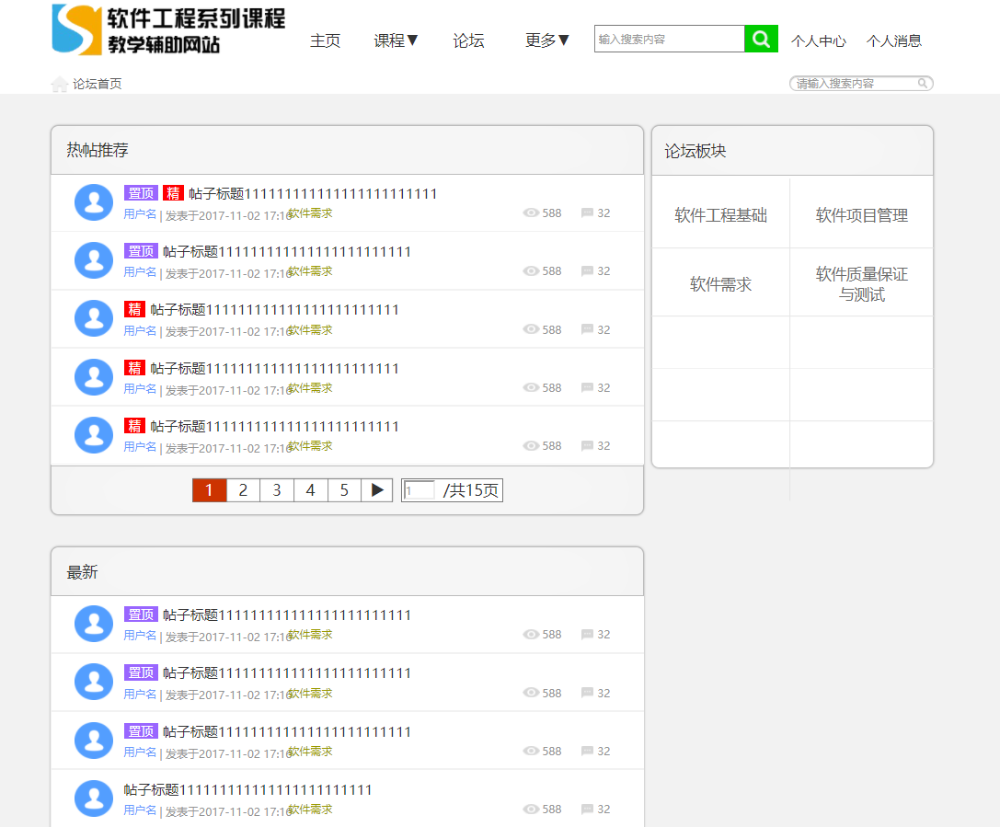 软件工程系列课程
教学辅助网站
主页 课程▼ 论坛 更多▼ 输入搜索内容 个人中心 个人消息
论坛首页 请输入搜索内容
热帖推荐
置顶 精 帖子标题111111111111111111111111
用户名 | 发表于2017-11-02 17:16 软件需求 588 32
置顶 帖子标题111111111111111111111111
用户名 | 发表于2017-11-02 17:16 软件需求 588 32
精 帖子标题111111111111111111111111
用户名 | 发表于2017-11-02 17:16 软件需求 588 32
精 帖子标题111111111111111111111111
用户名 | 发表于2017-11-02 17:16 软件需求 588 32
精 帖子标题111111111111111111111111
用户名 | 发表于2017-11-02 17:16 软件需求 588 32
1 2 3 4 5 ▶ 1 /共15页
论坛板块
软件工程基础 软件项目管理
软件需求 软件质量保证
与测试
最新
置顶 帖子标题111111111111111111111111
用户名 | 发表于2017-11-02 17:16 软件需求 588 32
置顶 帖子标题111111111111111111111111
用户名 | 发表于2017-11-02 17:16 软件需求 588 32
置顶 帖子标题111111111111111111111111
用户名 | 发表于2017-11-02 17:16 软件需求 588 32
帖子标题111111111111111111111111
用户名 | 发表于2017-11-02 17:16 软件需求 588 32